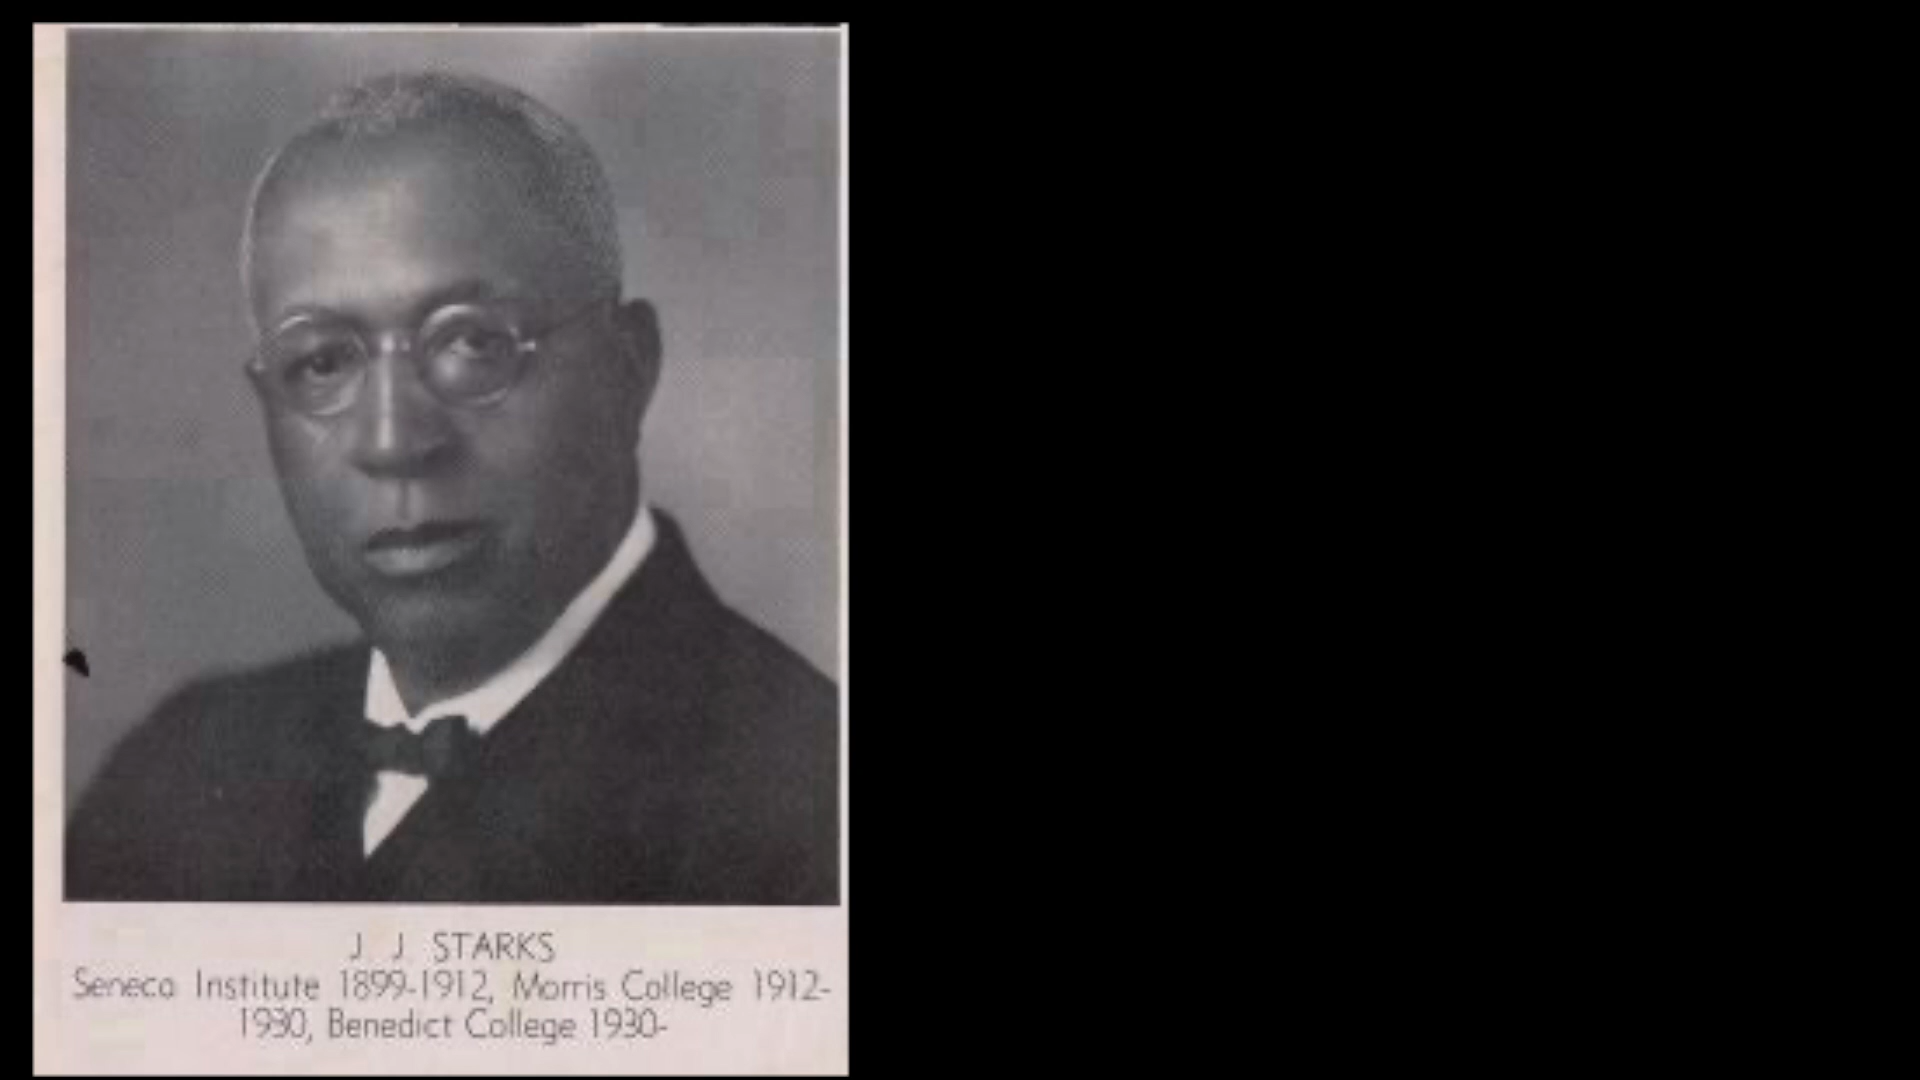 J. J. STARKS
Seneca Institute 1899-1912, Morris College 1912-
1930, Benedict College 1930-